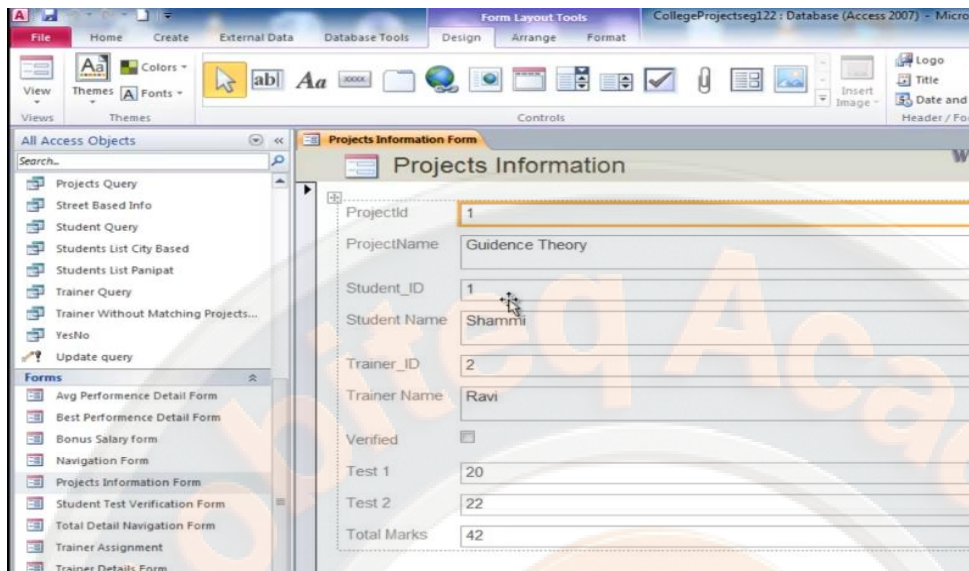 Form Layout Tools
CollegeProjectseg122 : Database (Access 2007) - Micro
File Home Create External Data Database Tools Design Arrange Format
View
Themes
Aa
Colors
A Fonts
ab|
Aa
XXXX
Insert
Image
Logo
Title
Date and
Views Themes Controls Header / Fo
All Access Objects
Search...
Projects Query
Street Based Info
Student Query
Students List City Based
Students List Panipat
Trainer Query
Trainer Without Matching Projects...
YesNo
Update query
Forms
Avg Performence Detail Form
Best Performence Detail Form
Bonus Salary form
Navigation Form
Projects Information Form
Student Test Verification Form
Total Detail Navigation Form
Trainer Assignment
Trainer Details Form
Projects Information Form
Projects Information
W
ProjectId 1
ProjectName Guidence Theory
Student_ID 1
Student Name Shammi
Trainer_ID 2
Trainer Name Ravi
Verified
Test 1 20
Test 2 22
Total Marks 42
obiteq Aca